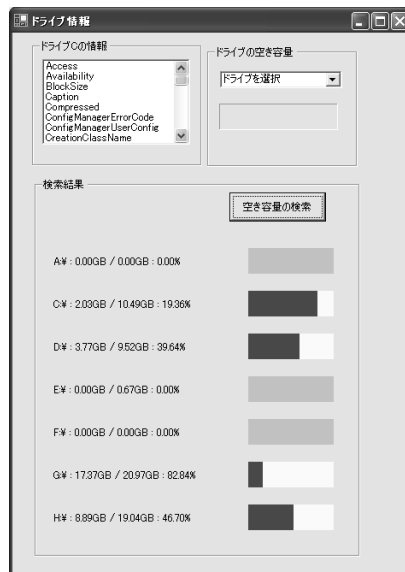 ドライブ情報
ドライブCの情報
Access
Availability
BlockSize
Caption
Compressed
ConfigManagerErrorCode
ConfigManagerUserConfig
CreationClassName
ドライブの空き容量
ドライブを選択
検索結果
空き容量の検索
A:¥ : 0.00GB / 0.00GB : 0.00%
C:¥ : 2.03GB / 10.49GB : 19.36%
D:¥ : 3.77GB / 9.52GB : 39.64%
E:¥ : 0.00GB / 0.67GB : 0.00%
F:¥ : 0.00GB / 0.00GB : 0.00%
G:¥ : 17.37GB / 20.97GB : 82.84%
H:¥ : 8.89GB / 19.04GB : 46.70%